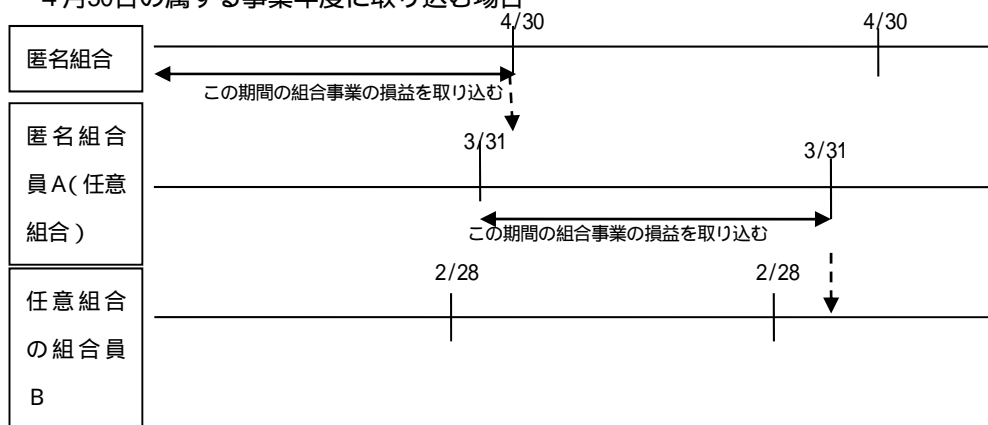 4月30日の属する事業年度に取り込む場合
4/30
4/30
匿名組合
この期間の組合事業の損益を取り込む
匿名組合
員A(任意
組合)
3/31
3/31
この期間の組合事業の損益を取り込む
任意組合
の組合員
B
2/28
2/28